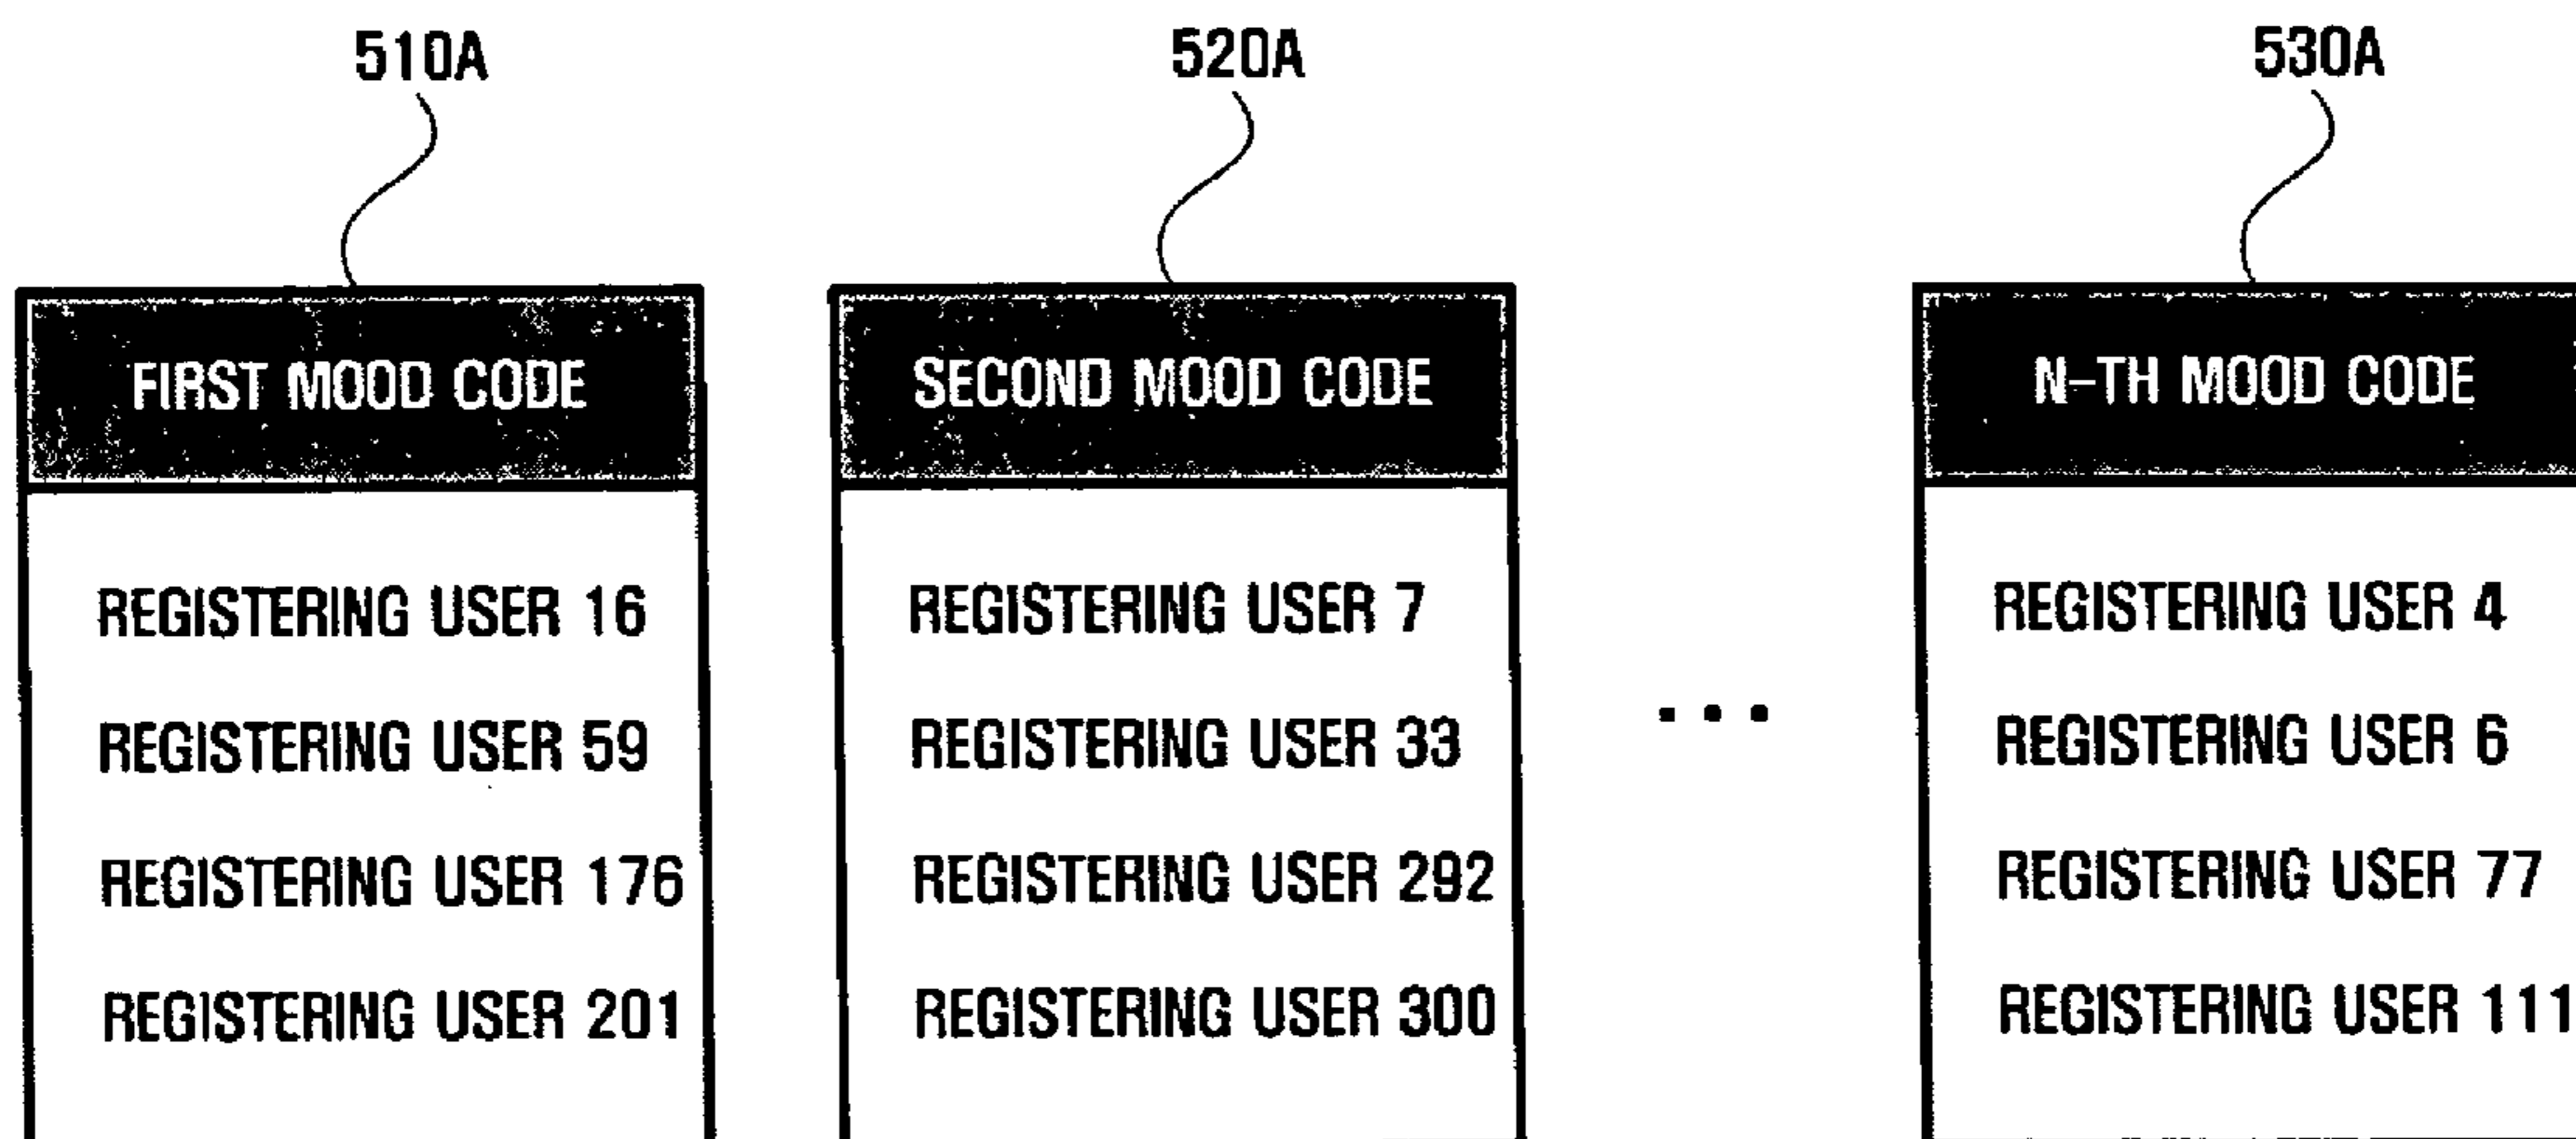 510A
520A
530A
FIRST MOOD CODE
REGISTERING USER 16
REGISTERING USER 59
REGISTERING USER 176
REGISTERING USER 201
SECOND MOOD CODE
REGISTERING USER 7
REGISTERING USER 33
REGISTERING USER 292
REGISTERING USER 300
...
N-TH MOOD CODE
REGISTERING USER 4
REGISTERING USER 6
REGISTERING USER 77
REGISTERING USER 111